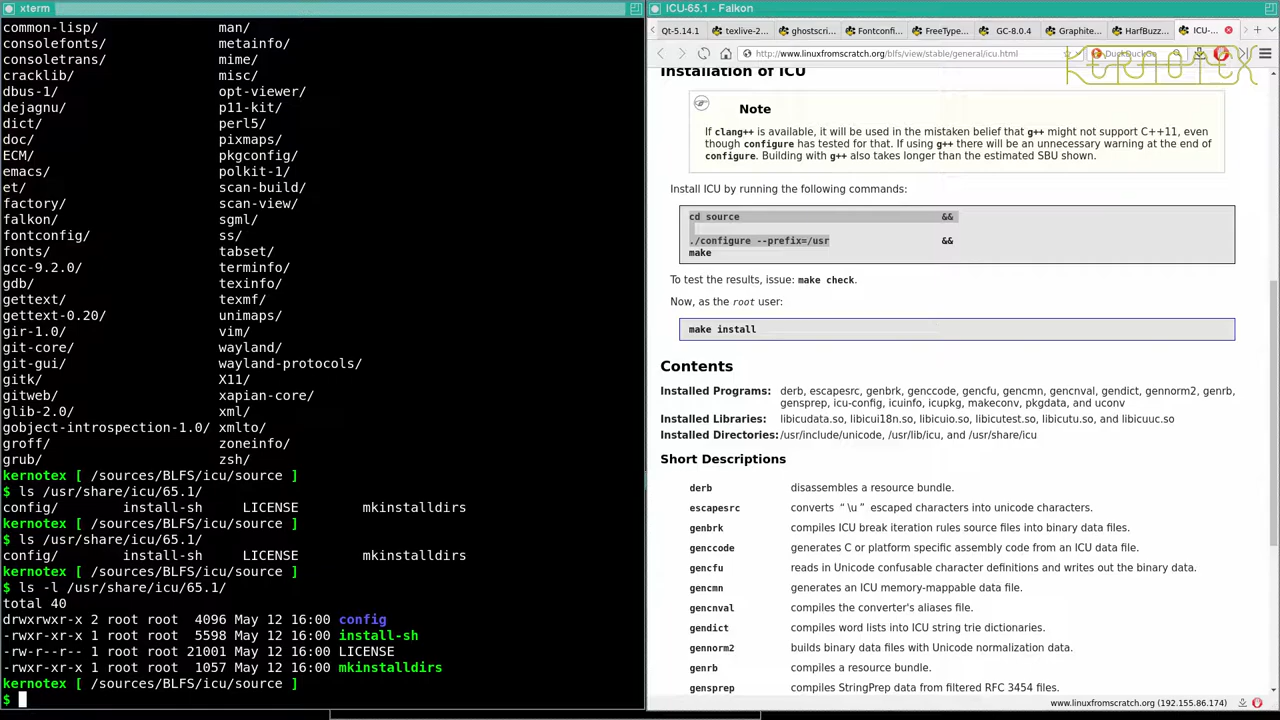 xterm
common-lisp/ man/
consolefonts/ metainfo/
consoletrans/ mime/
cracklib/ misc/
dbus-1/ opt-viewer/
dejagnu/ p11-kit/
dict/ perl5/
doc/ pixmaps/
ECM/ pkgconfig/
emacs/ polkit-1/
et/ scan-build/
factory/ scan-view/
falkon/ sgml/
fontconfig/ ss/
fonts/ tabset/
gcc-9.2.0/ terminfo/
gdb/ texinfo/
gettext/ texmf/
gettext-0.20/ unimaps/
gir-1.0/ vim/
git-core/ wayland/
git-gui/ wayland-protocols/
gitk/ X11/
gitweb/ xapian-core/
glib-2.0/ xml/
gobject-introspection-1.0/ xmlto/
groff/ zoneinfo/
grub/ zsh/
kernotex [ /sources/BLFS/icu/source ]
$ ls /usr/share/icu/65.1/
config/ install-sh LICENSE mkinstalldirs
kernotex [ /sources/BLFS/icu/source ]
$ ls /usr/share/icu/65.1/
config/ install-sh LICENSE mkinstalldirs
kernotex [ /sources/BLFS/icu/source ]
$ ls -l /usr/share/icu/65.1/
total 40
drwxrwxr-x 2 root root 4096 May 12 16:00 config
-rwxr-xr-x 1 root root 5598 May 12 16:00 install-sh
-rw-r--r-- 1 root root 21001 May 12 16:00 LICENSE
-rwxr-xr-x 1 root root 1057 May 12 16:00 mkinstalldirs
kernotex [ /sources/BLFS/icu/source ]
$
ICU-65.1 - Falkon
Qt-5.14.1 texlive-2... ghostscri... Fontconfi... FreeType... GC-8.0.4 Graphite... HarfBuzz... ICU-...
http://www.linuxfromscratch.org/blfs/view/stable/general/icu.html DuckDuckGo
KERNOTEX
Installation of ICU
Note
If clang++ is available, it will be used in the mistaken belief that g++ might not support C++11, even
though configure has tested for that. If using g++ there will be an unnecessary warning at the end of
configure. Building with g++ also takes longer than the estimated SBU shown.
Install ICU by running the following commands:
cd source &&
./configure --prefix=/usr &&
make
To test the results, issue: make check.
Now, as the root user:
make install
Contents
Installed Programs: derb, escapesrc, genbrk, genccode, gencfu, gencmn, gencnval, gendict, gennorm2, genrb,
gensprep, icu-config, icuinfo, icupkg, makeconv, pkgdata, and uconv
Installed Libraries: libicudata.so, libicui18n.so, libicuio.so, libicutest.so, libicutu.so, and libicuuc.so
Installed Directories: /usr/include/unicode, /usr/lib/icu, and /usr/share/icu
Short Descriptions
derb disassembles a resource bundle.
escapesrc converts “\u” escaped characters into unicode characters.
genbrk compiles ICU break iteration rules source files into binary data files.
genccode generates C or platform specific assembly code from an ICU data file.
gencfu reads in Unicode confusable character definitions and writes out the binary data.
gencmn generates an ICU memory-mappable data file.
gencnval compiles the converter's aliases file.
gendict compiles word lists into ICU string trie dictionaries.
gennorm2 builds binary data files with Unicode normalization data.
genrb compiles a resource bundle.
gensprep compiles StringPrep data from filtered RFC 3454 files.
www.linuxfromscratch.org (192.155.86.174)